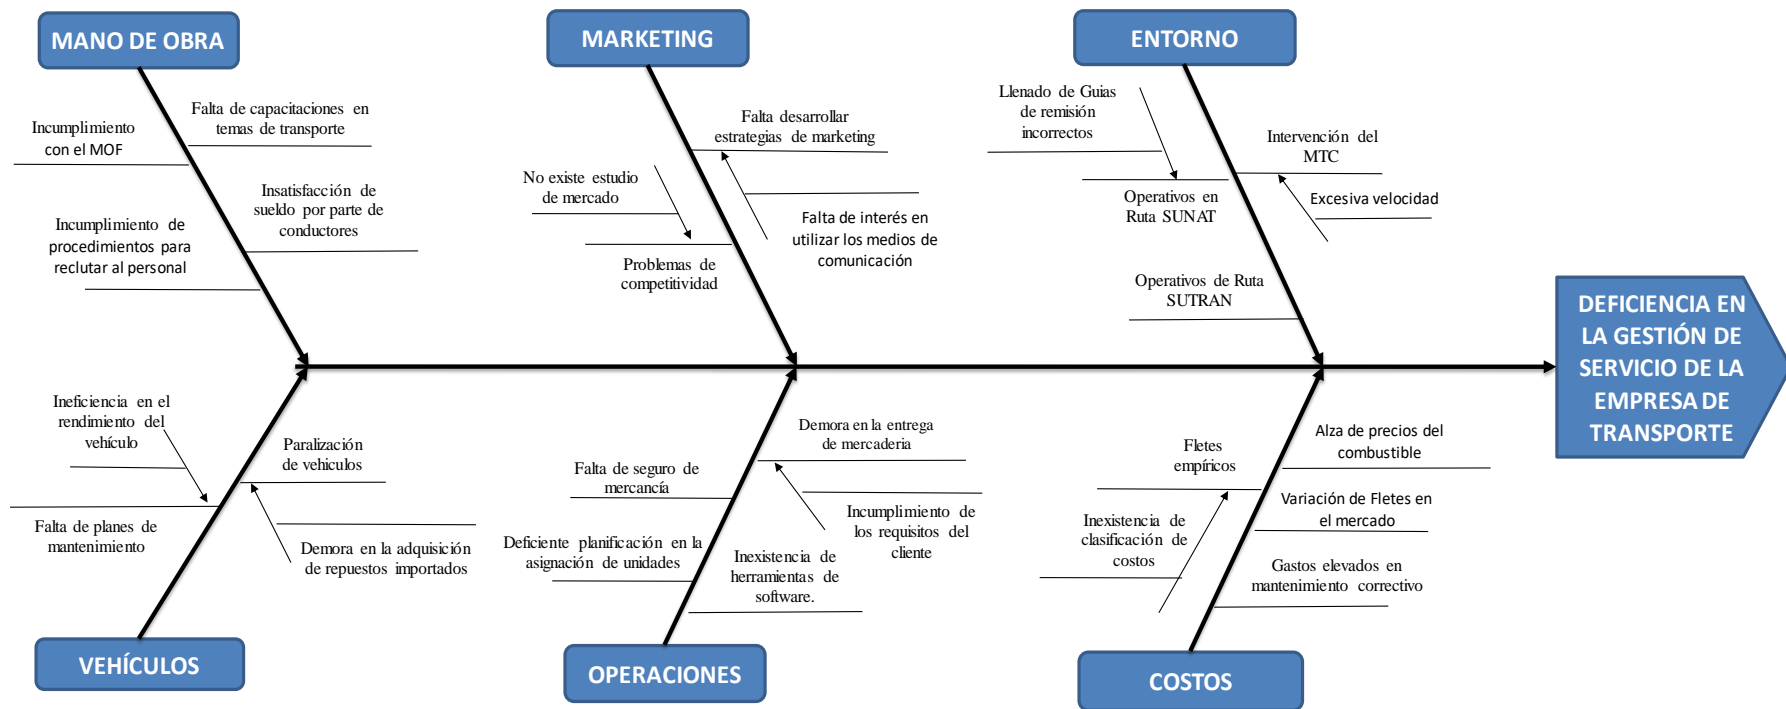 MANO DE OBRA
MARKETING
ENTORNO
Falta de capacitaciones en
temas de transporte
Incumplimiento
con el MOF
Insatisfacción de
sueldo por parte de
conductores
Incumplimiento de
procedimientos para
reclutar al personal
Falta desarrollar
estrategias de marketing
No existe estudio
de mercado
Falta de interés en
utilizar los medios de
comunicación
Problemas de
competitividad
Llenado de Guias
de remisión
incorrectos
Intervención del
MTC
Operativos en
Ruta SUNAT
Excesiva velocidad
Operativos de Ruta
SUTRAN
DEFICIENCIA EN
LA GESTIÓN DE
SERVICIO DE LA
EMPRESA DE
TRANSPORTE
Ineficiencia en el
rendimiento del
vehículo
Paralización
de vehiculos
Falta de planes de
mantenimiento
Demora en la adquisición
de repuestos importados
Demora en la entrega
de mercaderia
Falta de seguro de
mercancía
Incumplimiento de
los requisitos del
cliente
Deficiente planificación en la
asignación de unidades
Inexistencia de
herramientas de
software.
Alza de precios del
combustible
Fletes
empíricos
Variación de Fletes en
el mercado
Inexistencia de
clasificación de
costos
Gastos elevados en
mantenimiento correctivo
VEHÍCULOS
OPERACIONES
COSTOS